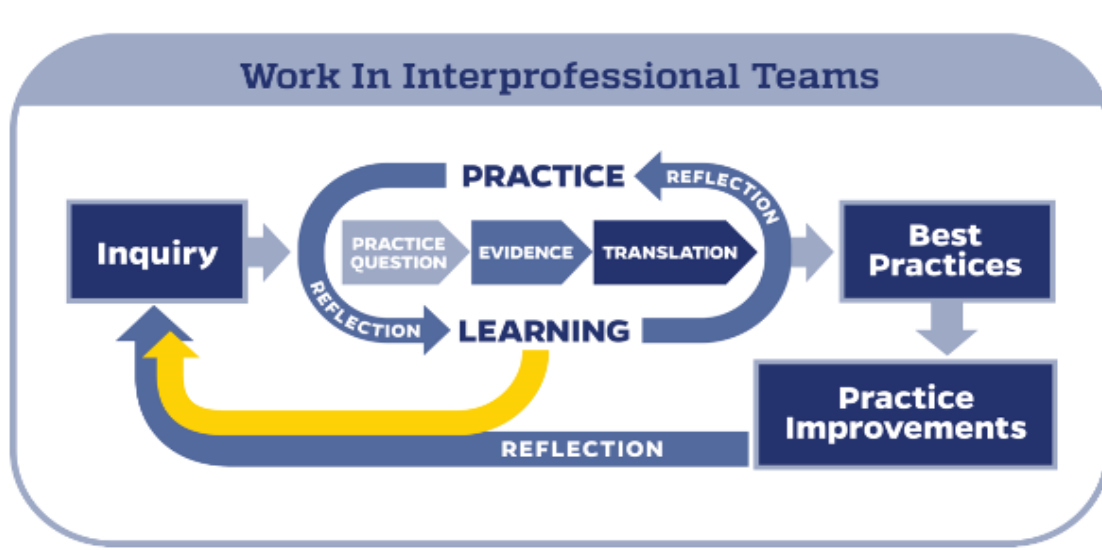 Work In Interprofessional Teams
PRACTICE
REFLECTION
Inquiry
PRACTICE
QUESTION
EVIDENCE
TRANSLATION
Best
Practices
REFLECTION
LEARNING
Practice
Improvements
REFLECTION